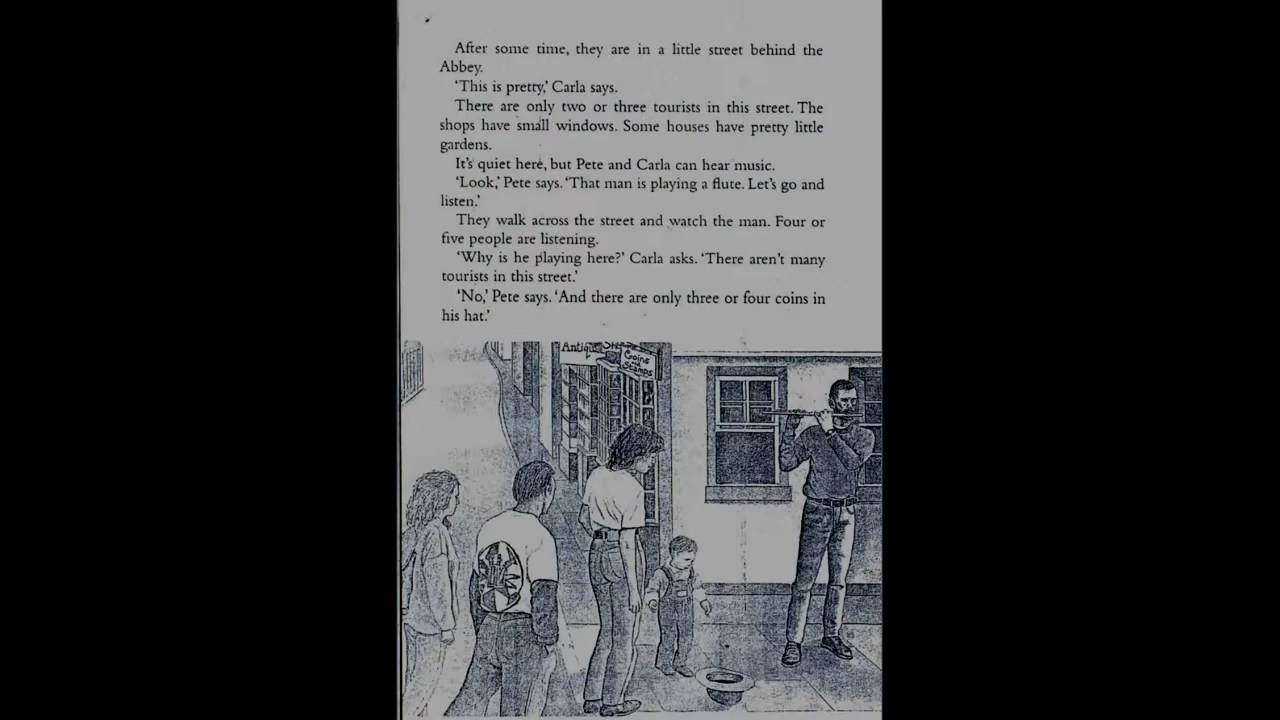 After some time, they are in a little street behind the
Abbey.
‘This is pretty,’ Carla says.
There are only two or three tourists in this street. The
shops have small windows. Some houses have pretty little
gardens.
It’s quiet here, but Pete and Carla can hear music.
‘Look,’ Pete says. ‘That man is playing a flute. Let’s go and
listen.’
They walk across the street and watch the man. Four or
five people are listening.
‘Why is he playing here?’ Carla asks. ‘There aren’t many
tourists in this street.’
‘No,’ Pete says. ‘And there are only three or four coins in
his hat.’
Antiq
Coins
and
Stamps